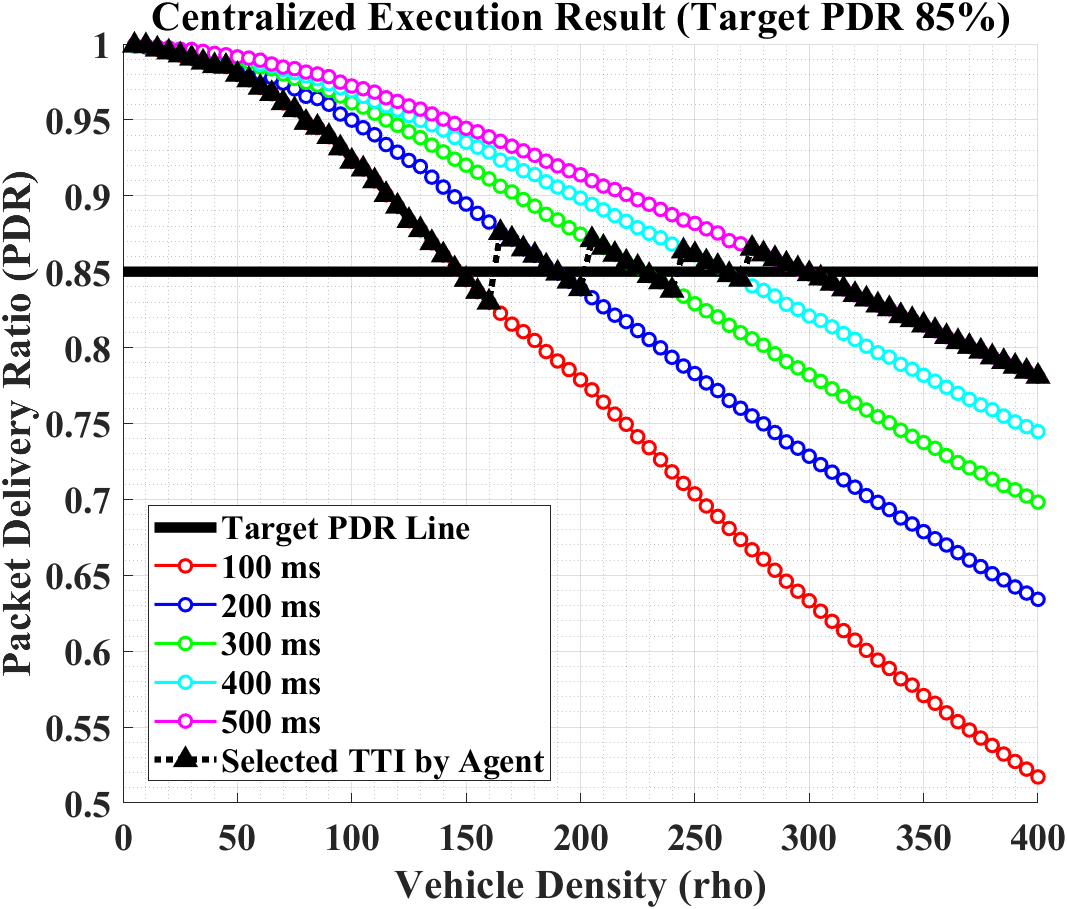 Centralized Execution Result (Target PDR 85%)
Packet Delivery Ratio (PDR)
1
0.95
0.9
0.85
0.8
0.75
0.7
0.65
0.6
0.55
0.5
Target PDR Line
100 ms
200 ms
300 ms
400 ms
500 ms
Selected TTI by Agent
0 50 100 150 200 250 300 350 400
Vehicle Density (rho)